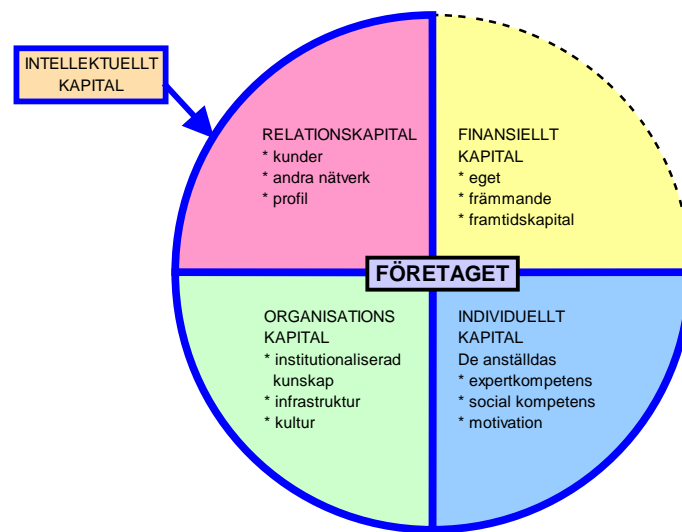 INTELLEKTUELLT
KAPITAL
RELATIONSKAPITAL
* kunder
* andra nätverk
* profil
FINANSIELLT
KAPITAL
* eget
* främmande
* framtidskapital
FÖRETAGET
ORGANISATIONS
KAPITAL
* institutionaliserad
kunskap
* infrastruktur
* kultur
INDIVIDUELLT
KAPITAL
De anställdas
* expertkompetens
* social kompetens
* motivation